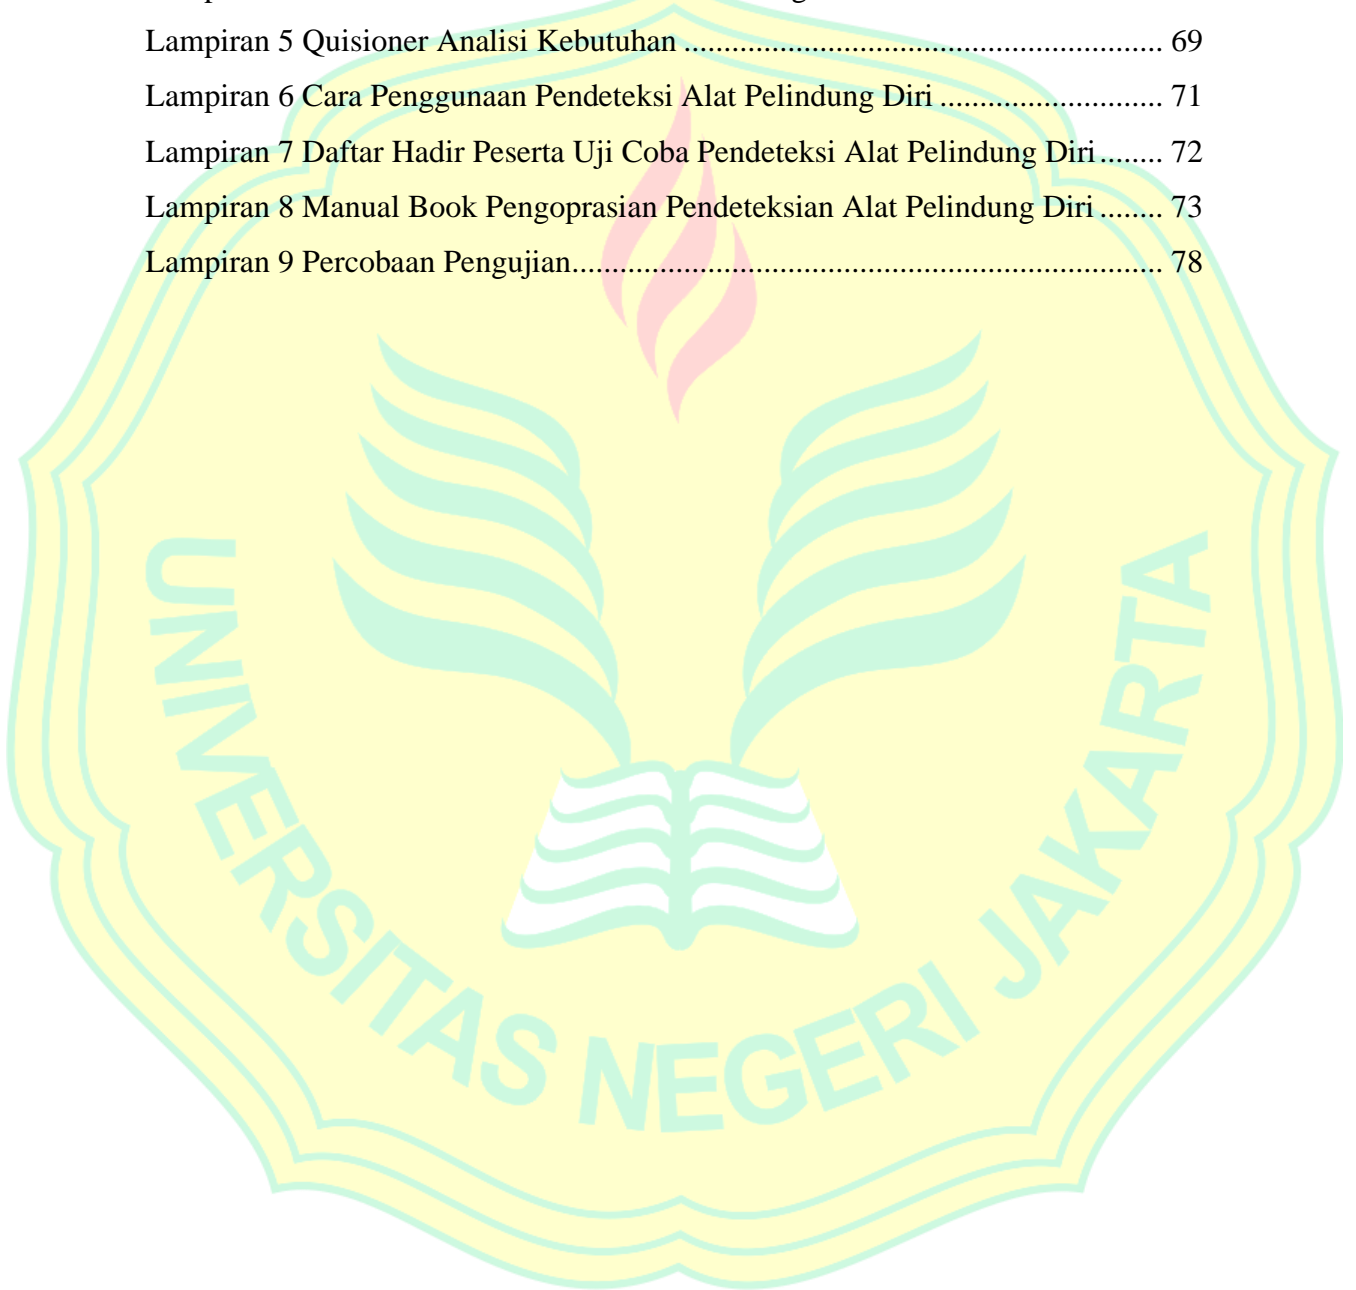 Lampiran 5 Quisioner Analisi Kebutuhan ............................................................ 69
Lampiran 6 Cara Penggunaan Pendeteksi Alat Pelindung Diri ............................ 71
Lampiran 7 Daftar Hadir Peserta Uji Coba Pendeteksi Alat Pelindung Diri ........ 72
Lampiran 8 Manual Book Pengoprasian Pendeteksian Alat Pelindung Diri ........ 73
Lampiran 9 Percobaan Pengujian.......................................................................... 78
UNIVERSITAS NEGERI JAKARTA